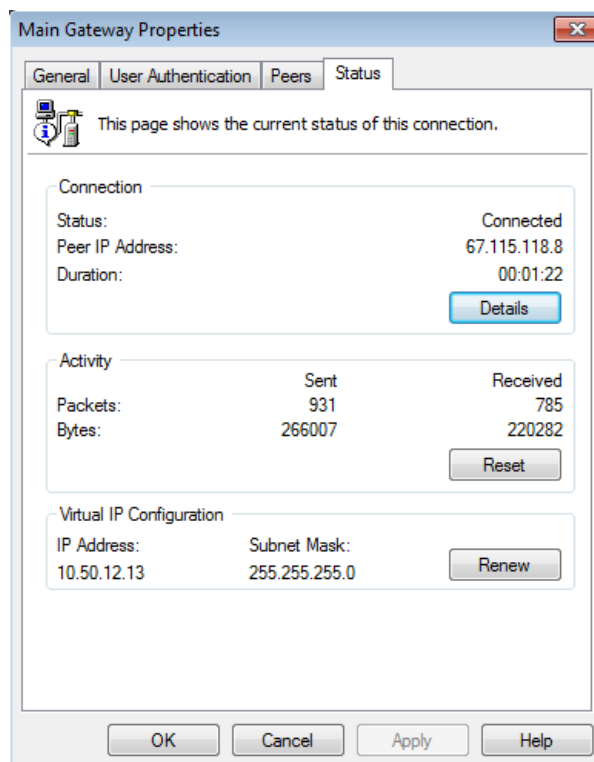 Main Gateway Properties
General User Authentication Peers Status
This page shows the current status of this connection.
Connection
Status: Connected
Peer IP Address: 67.115.118.8
Duration: 00:01:22
Details
Activity
Sent Received
Packets: 931 785
Bytes: 266007 220282
Reset
Virtual IP Configuration
IP Address: Subnet Mask:
10.50.12.13 255.255.255.0
Renew
OK Cancel Apply Help